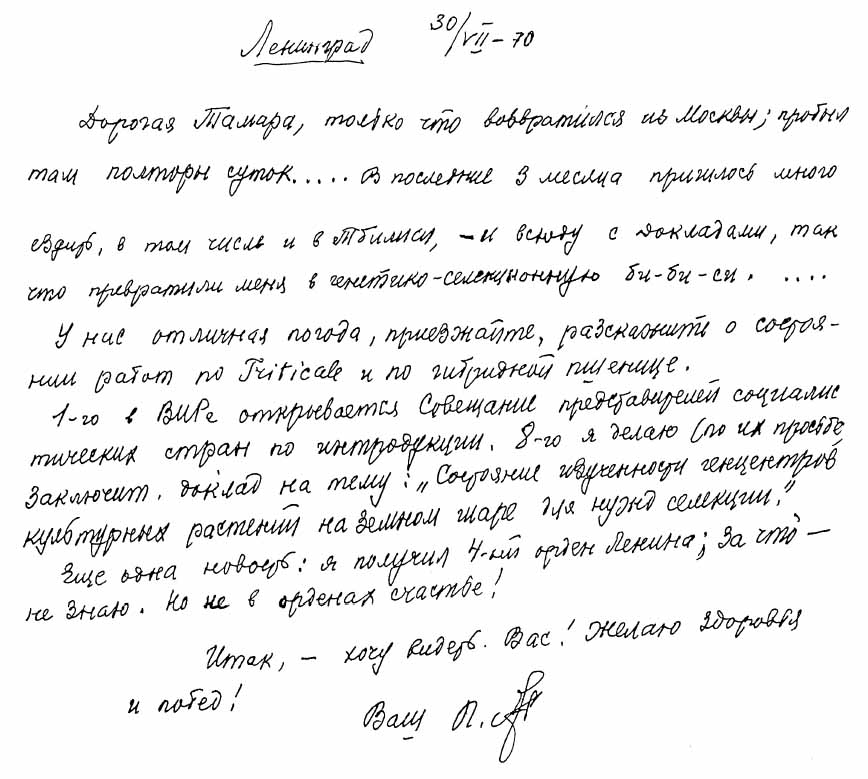 Ленинград 30/VII-70
Дорогая Тамара, только что возвратился из Москвы; пробыл
там полторы суток..... В последние 3 месяца пришлось много
ездить, в том числе и в Тбилиси, – и всюду с докладами, так
что превратили меня в генетико-селекционную би-би-си. ....
У нас отличная погода, приезжайте, разскажите о состоя-
нии работ по Triticale и по гибридной пшенице.
1-го в ВИРе открывается Совещание представителей социалис
тических стран по интродукции. 8-го я делаю (по их просьбе
заключит. доклад на тему: „Состояние изученности генцентров
культурных растений на Земном шаре для нужд селекции."
Еще одна новость: я получил 4-ый орден Ленина; За что –
не знаю. Но не в орденах счастье!
Итак, – хочу видеть Вас! Желаю здоровья
и побед!
Ваш П.